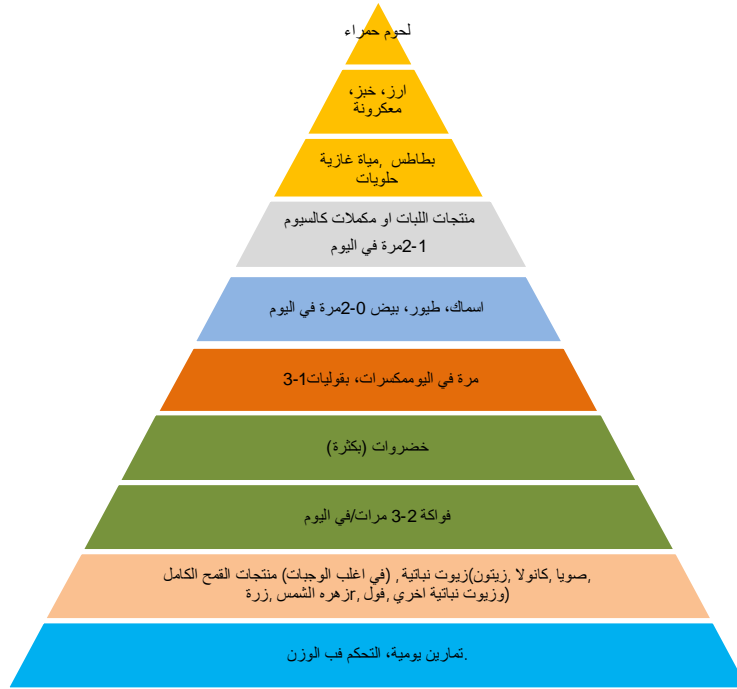 لحوم حمراء
ارز، خبز،
معكرونة
بطاطس ,مياة غازية
حلويات
منتجات اللبات او مكملات كالسيوم
1-2مرة في اليوم
اسماك، طيور، بيض 0-2مرة في اليوم
مرة في اليوممكسرات، بقوليات1-3
خضروات (بكثرة)
فواكة 2-3 مرات/في اليوم
منتجات القمح الكامل (في اغلب الوجبات) , زيوت نباتية(زيتون, كانولا, صويا,
زرة, زهره الشمسr, فول, وزيوت نباتية اخري)
تمارين يومية، التحكم فب الوزن.